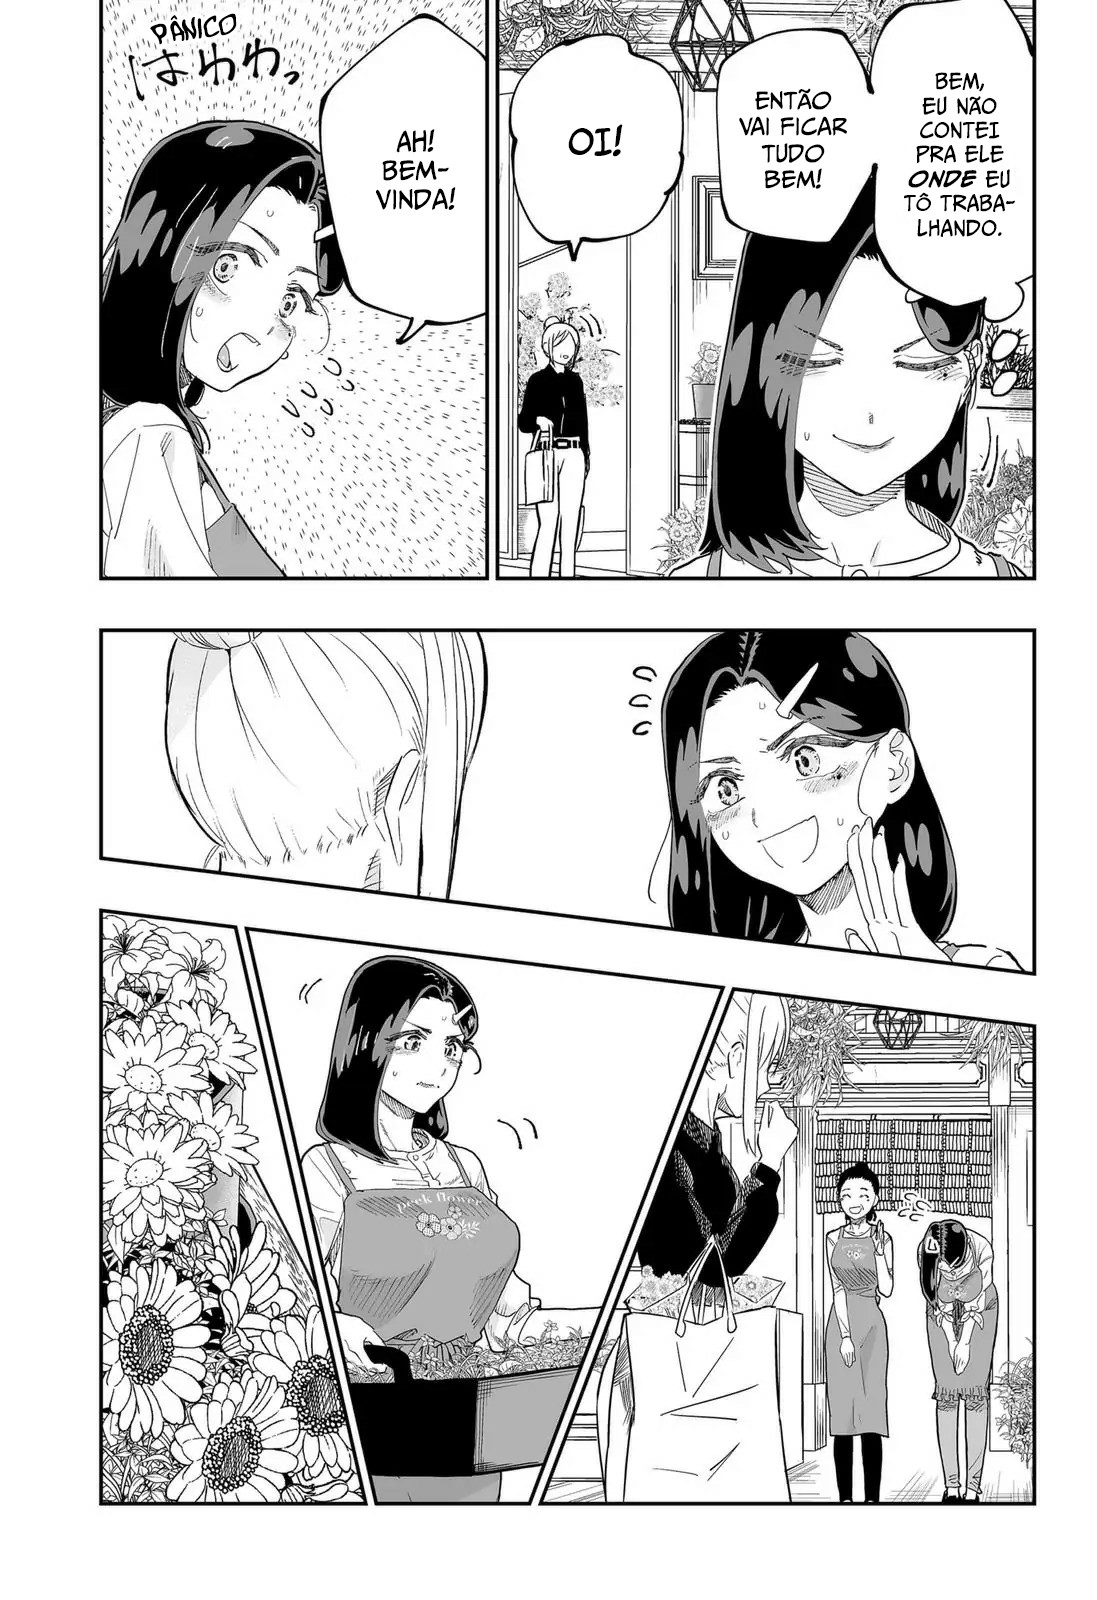 BEM,
EU NÃO
CONTEI
PRA ELE
ONDE EU
TÔ TRABA-
LHANDO.
ENTÃO
VAI FICAR
TUDO
BEM!
OI!
AH!
BEM-
VINDA!
PÂNICO
はわわっ
peek flower